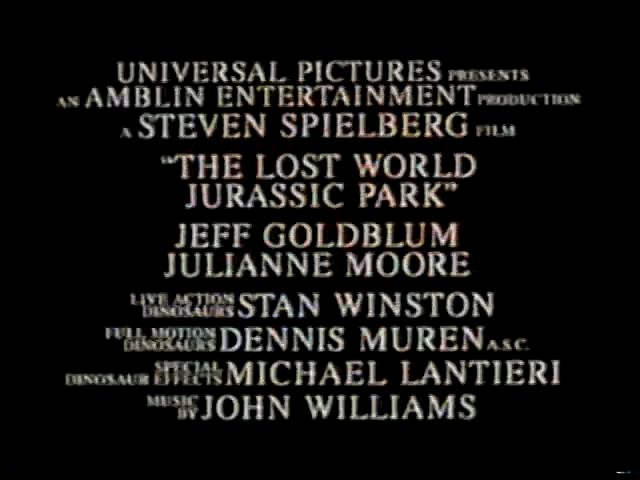 UNIVERSAL PICTURES PRESENTS
AN AMBLIN ENTERTAINMENT PRODUCTION
A STEVEN SPIELBERG FILM
"THE LOST WORLD
JURASSIC PARK"
JEFF GOLDBLUM
JULIANNE MOORE
LIVE ACTION DINOSAURS STAN WINSTON
FULL MOTION DINOSAURS DENNIS MUREN A.S.C.
SPECIAL DINOSAUR EFFECTS MICHAEL LANTIERI
MUSIC BY JOHN WILLIAMS